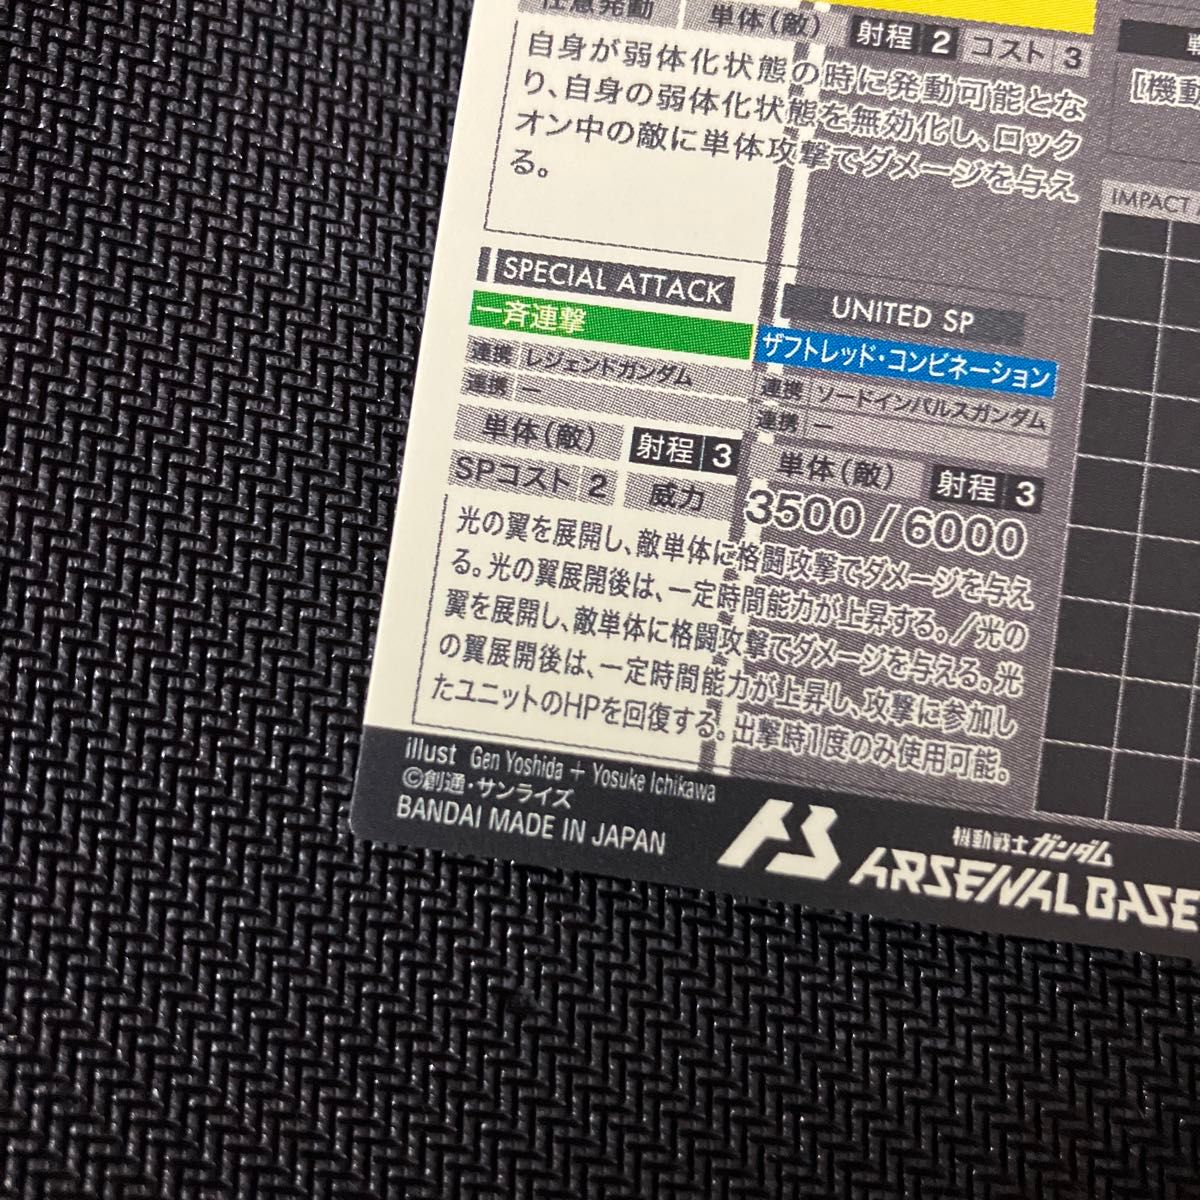 任意発動 単体(敵) 射程 2 コスト 3
自身が弱体化状態の時に発動可能とな
り、自身の弱体化状態を無効化し、ロック
オン中の敵に単体攻撃でダメージを与え
る。
[機動
IMPACT
SPECIAL ATTACK
一斉連撃
連携 レジェンドガンダム
連携 ー
単体(敵) 射程 3
SPコスト 2 威力
UNITED SP
ザフトレッド・コンビネーション
連携 ソードインパルスガンダム
連携 ー
単体(敵) 射程 3
3500/6000
光の翼を展開し、敵単体に格闘攻撃でダメージを与え
る。光の翼展開後は、一定時間能力が上昇する。/光の
翼を展開し、敵単体に格闘攻撃でダメージを与える。光
の翼展開後は、一定時間能力が上昇し、攻撃に参加し
たユニットのHPを回復する。出撃時1度のみ使用可能。
illust Gen Yoshida + Yosuke Ichikawa
©創通・サンライズ
BANDAI MADE IN JAPAN
機動戦士ガンダム
ARSENAL BASE